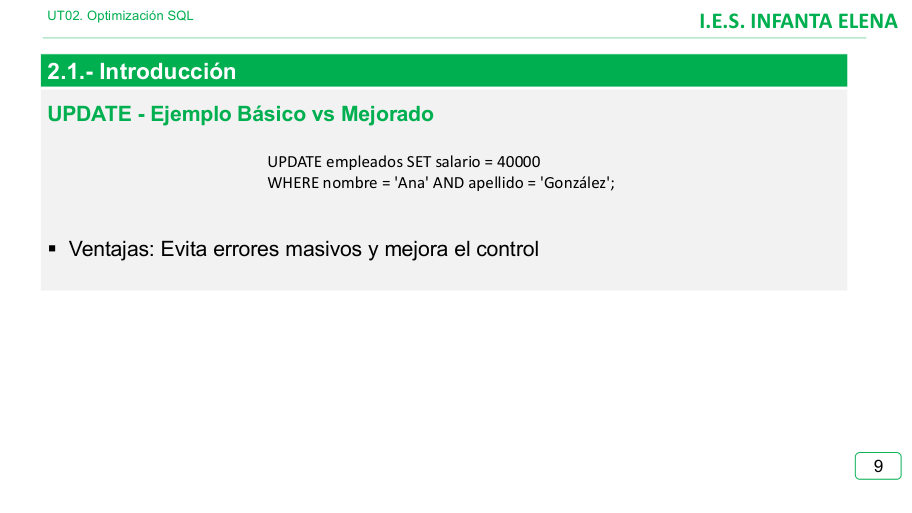 UT02. Optimización SQL
I.E.S. INFANTA ELENA
2.1.- Introducción
UPDATE - Ejemplo Básico vs Mejorado
UPDATE empleados SET salario = 40000
WHERE nombre = 'Ana' AND apellido = 'González';
▪ Ventajas: Evita errores masivos y mejora el control
9